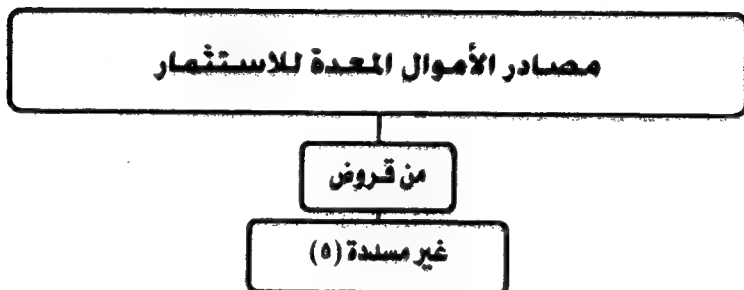 مصادر الأموال المعدة للاستثمار
من قروض
غير مسددة (٥)